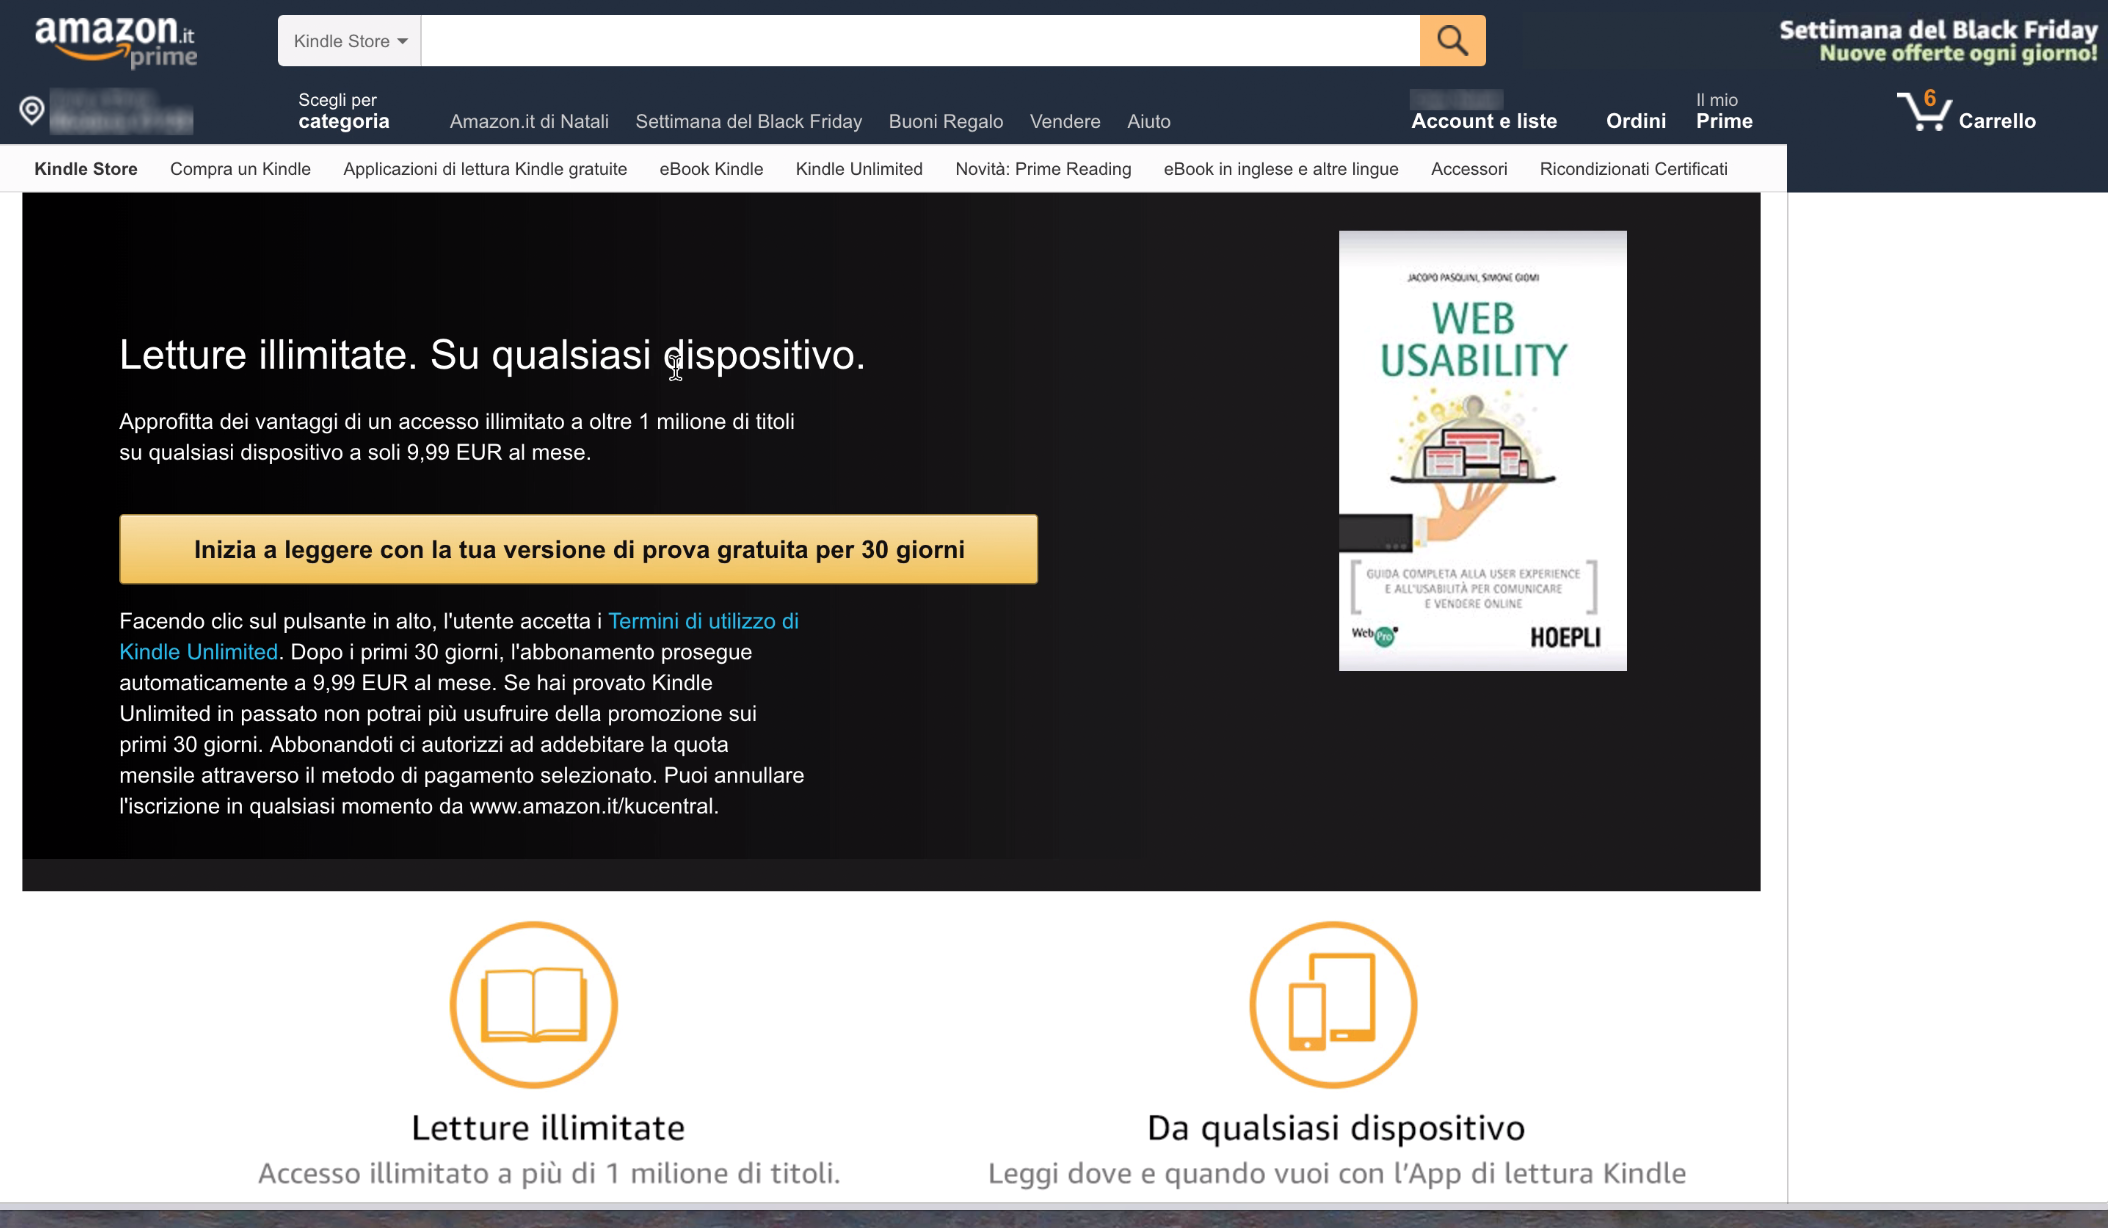 amazon.it
prime
Kindle Store
Settimana del Black Friday
Nuove offerte ogni giorno!
Scegli per
categoria
Amazon.it di Natali
Settimana del Black Friday
Buoni Regalo
Vendere
Aiuto
Account e liste
Ordini
Il mio
Prime
6
Carrello
Kindle Store
Compra un Kindle
Applicazioni di lettura Kindle gratuite
eBook Kindle
Kindle Unlimited
Novità: Prime Reading
eBook in inglese e altre lingue
Accessori
Ricondizionati Certificati
Letture illimitate. Su qualsiasi dispositivo.
Approfitta dei vantaggi di un accesso illimitato a oltre 1 milione di titoli
su qualsiasi dispositivo a soli 9,99 EUR al mese.
Inizia a leggere con la tua versione di prova gratuita per 30 giorni
Facendo clic sul pulsante in alto, l'utente accetta i Termini di utilizzo di
Kindle Unlimited. Dopo i primi 30 giorni, l'abbonamento prosegue
automaticamente a 9,99 EUR al mese. Se hai provato Kindle
Unlimited in passato non potrai più usufruire della promozione sui
primi 30 giorni. Abbonandoti ci autorizzi ad addebitare la quota
mensile attraverso il metodo di pagamento selezionato. Puoi annullare
l'iscrizione in qualsiasi momento da www.amazon.it/kucentral.
JACOPO PASQUINI, SIMONE GIOMI
WEB
USABILITY
GUIDA COMPLETA ALLA USER EXPERIENCE
E ALL'USABILITÀ PER COMUNICARE
E VENDERE ONLINE
Web Pro
HOEPLI
Letture illimitate
Accesso illimitato a più di 1 milione di titoli.
Da qualsiasi dispositivo
Leggi dove e quando vuoi con l'App di lettura Kindle